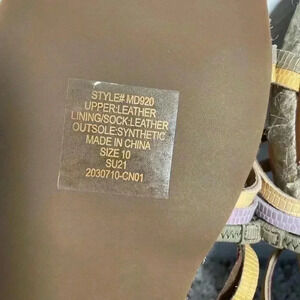 STYLE# MD920
UPPER:LEATHER
LINING/SOCK:LEATHER
OUTSOLE:SYNTHETIC
MADE IN CHINA
SIZE 10
SU21
2030710-CN01